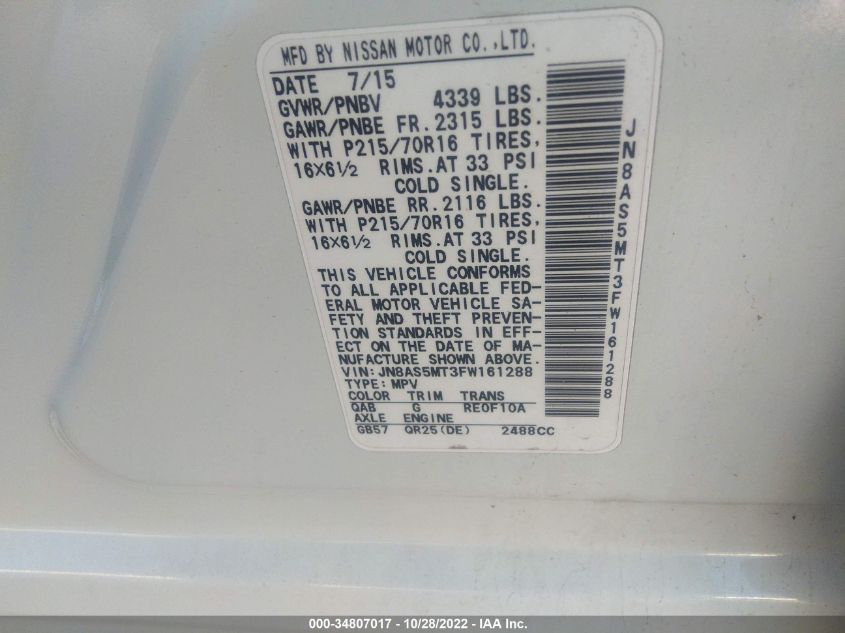 MFD BY NISSAN MOTOR CO.,LTD.
DATE 7/15
GVWR/PNBV 4339 LBS.
GAWR/PNBE FR.2315 LBS.
WITH P215/70R16 TIRES,
16X6½ RIMS.AT 33 PSI
COLD SINGLE.
GAWR/PNBE RR.2116 LBS.
WITH P215/70R16 TIRES,
16X6½ RIMS.AT 33 PSI
COLD SINGLE.
THIS VEHICLE CONFORMS
TO ALL APPLICABLE FED-
ERAL MOTOR VEHICLE SA-
FETY AND THEFT PREVEN-
TION STANDARDS IN EFF-
ECT ON THE DATE OF MA-
NUFACTURE SHOWN ABOVE.
VIN: JN8AS5MT3FW161288
TYPE: MPV
COLOR TRIM TRANS
QAB G RE0F10A
AXLE ENGINE
GB57 QR25(DE) 2488CC
JN8AS5MT3FW161288
000-34807017 - 10/28/2022 - IAA Inc.